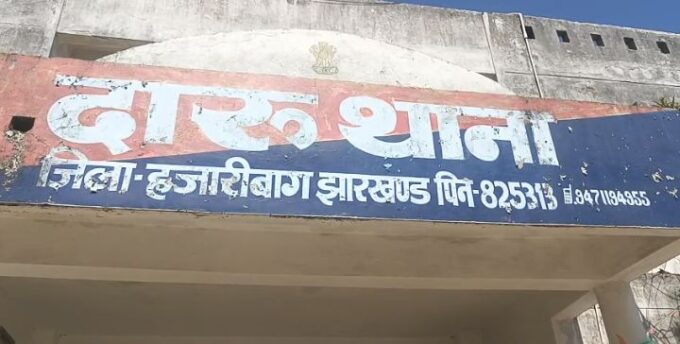 दारू थाना
जिला-हजारीबाग झारखण्ड पिन-825313 9471184955